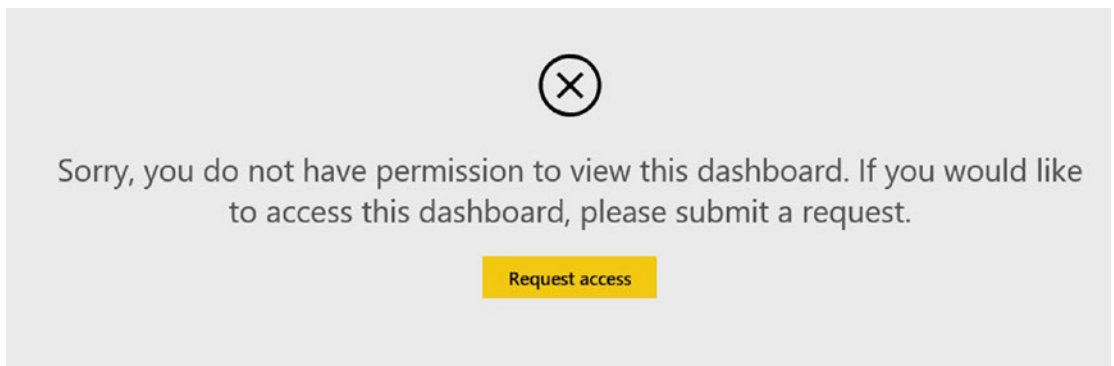 Sorry, you do not have permission to view this dashboard. If you would like
to access this dashboard, please submit a request.
Request access